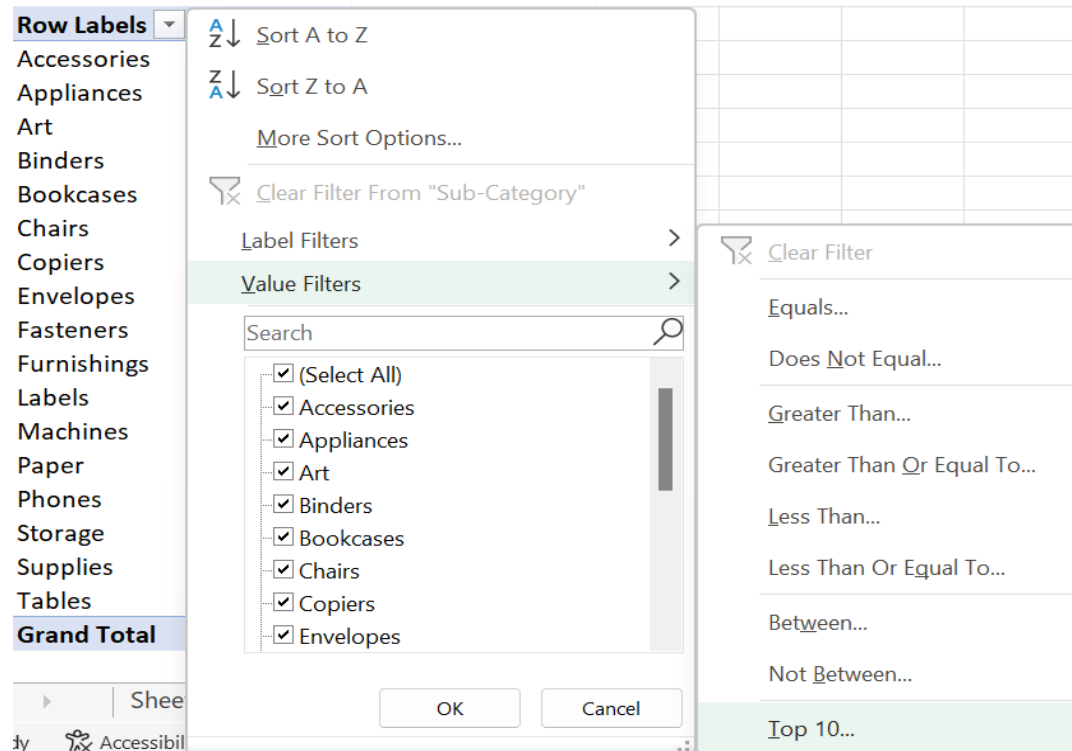 Row Labels
Accessories
Appliances
Art
Binders
Bookcases
Chairs
Copiers
Envelopes
Fasteners
Furnishings
Labels
Machines
Paper
Phones
Storage
Supplies
Tables
Grand Total
Sort A to Z
Sort Z to A
More Sort Options...
Clear Filter From "Sub-Category"
Label Filters
Value Filters
Search
(Select All)
Accessories
Appliances
Art
Binders
Bookcases
Chairs
Copiers
Envelopes
OK Cancel
Clear Filter
Equals...
Does Not Equal...
Greater Than...
Greater Than Or Equal To...
Less Than...
Less Than Or Equal To...
Between...
Not Between...
Top 10...